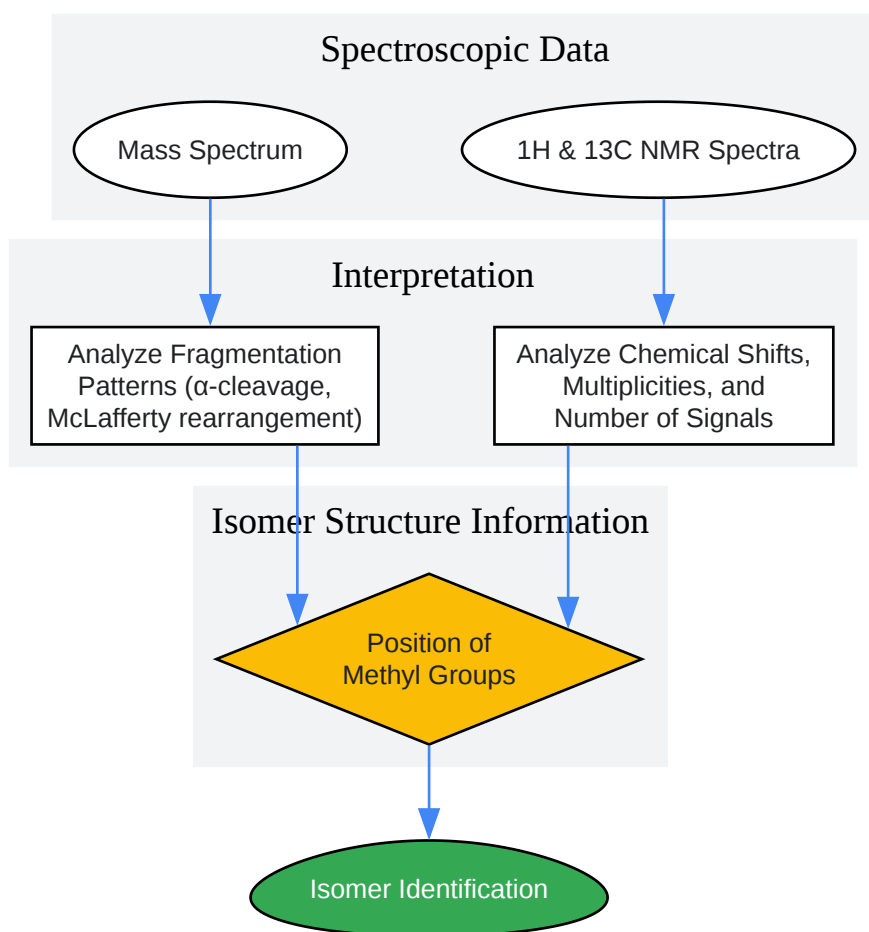 Spectroscopic Data
Mass Spectrum
1H & 13C NMR Spectra
Interpretation
Analyze Fragmentation
Patterns (α-cleavage,
McLafferty rearrangement)
Analyze Chemical Shifts,
Multiplicities, and
Number of Signals
Isomer Structure Information
Position of
Methyl Groups
Isomer Identification